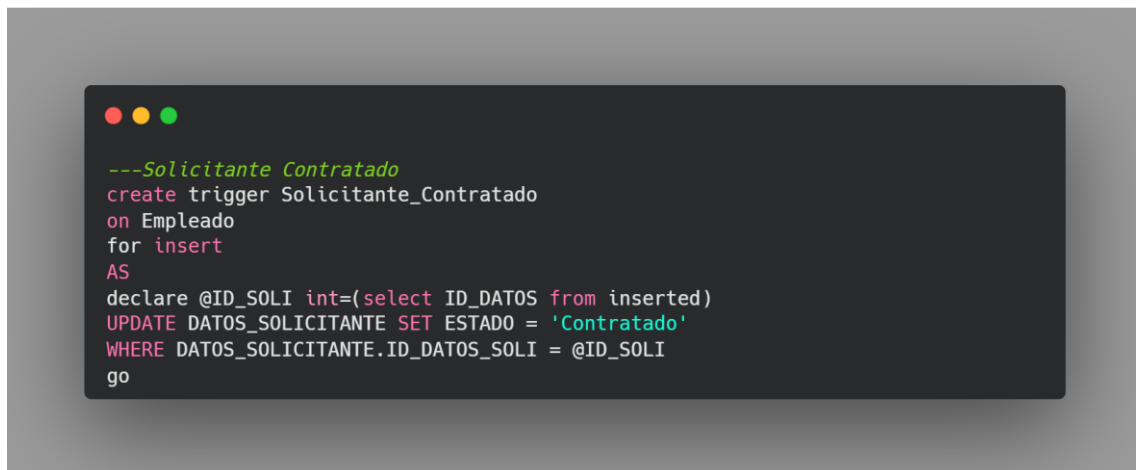 ---Solicitante Contratado
create trigger Solicitante_Contratado
on Empleado
for insert
AS
declare @ID_SOLI int=(select ID_DATOS from inserted)
UPDATE DATOS_SOLICITANTE SET ESTADO = 'Contratado'
WHERE DATOS_SOLICITANTE.ID_DATOS_SOLI = @ID_SOLI
go